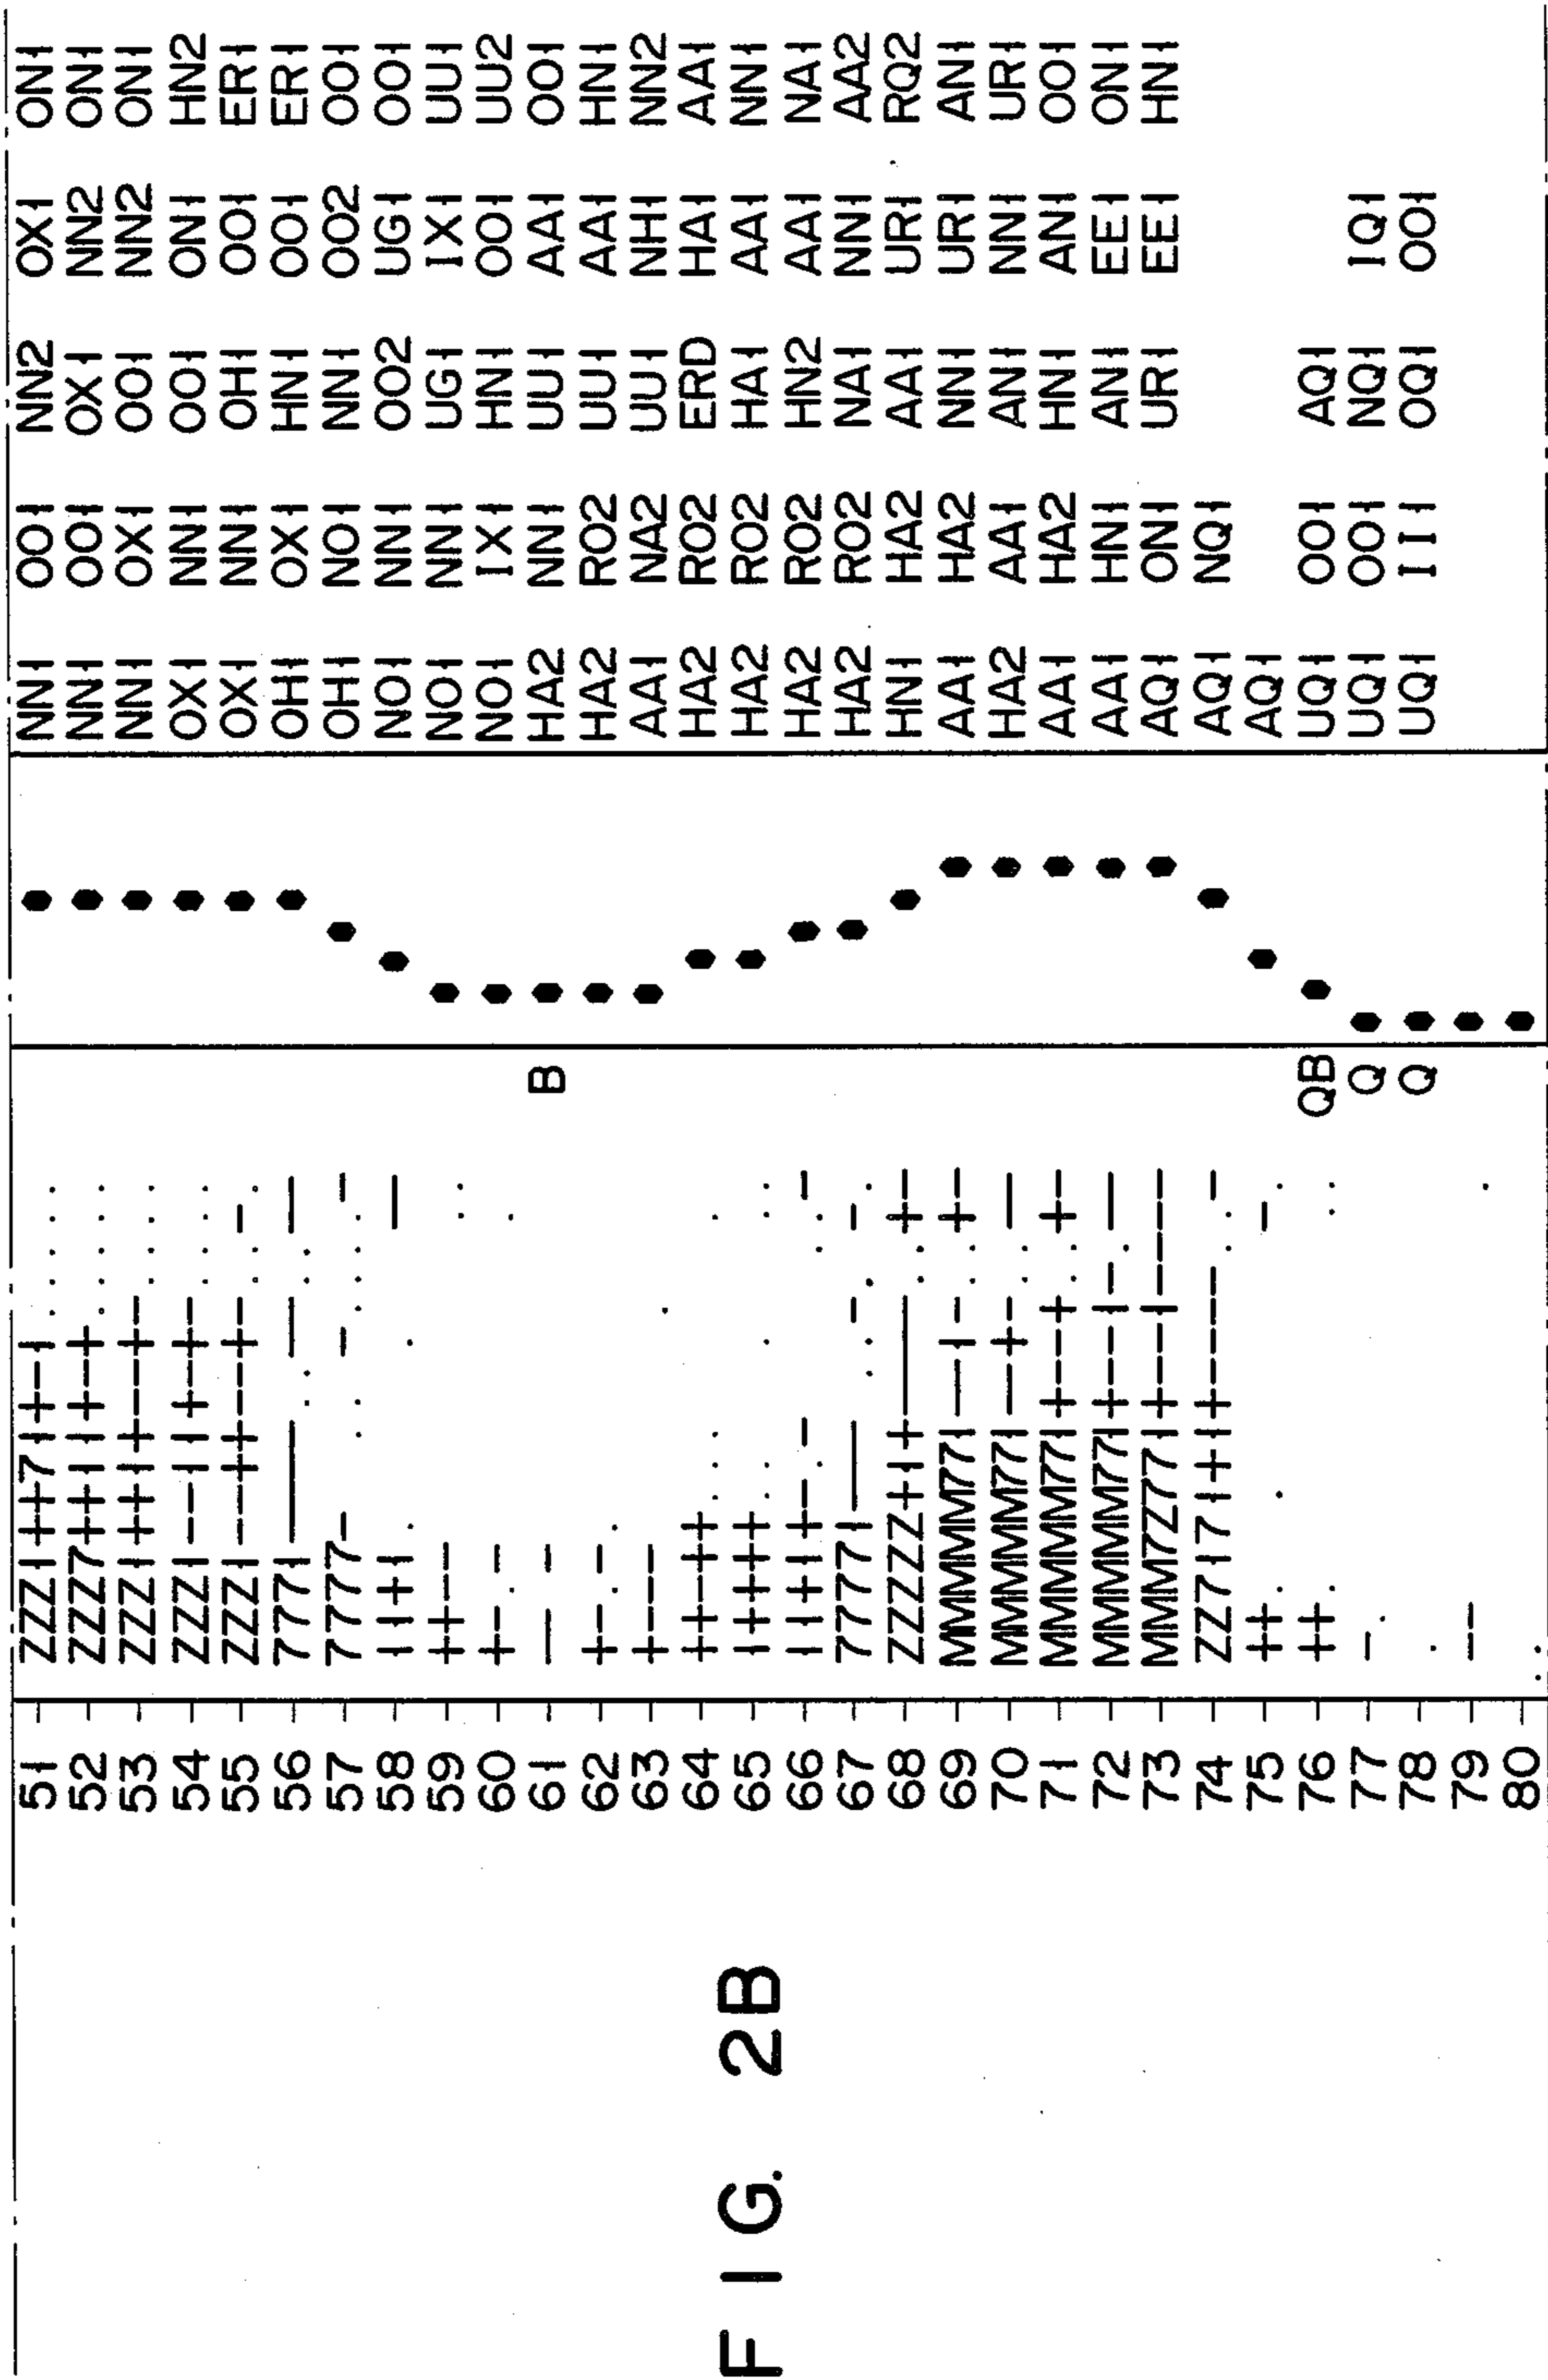 51 ZZZ1++71+-1..... NN1 OO1 NN2 OX1 ON1
52 ZZZ7++11+-+..... NN1 OO1 OX1 NN2 ON1
53 ZZZ1++1+--+-.... NN1 OX1 OO1 NN2 ON1
54 ZZZ1--11+-+-.... OX1 NN1 OO1 ON1 HN2
55 ZZZ1--++--+-..-. OX1 NN1 OH1 OO1 ER1
56 7771----..--..-- OH1 OX1 HN1 OO1 ER1
57 7777- .. -....- OH1 NO1 NN1 OO2 OO1
58 11+1. . -- NO1 NN1 OO2 UG1 OO1
59 ++-- .. NO1 NN1 UG1 IX1 UU1
60 +-.- . NO1 IX1 HN1 OO1 UU2
61 -- - B HA2 NN1 UU1 AA1 OO1
62 +-.-. HA2 RO2 UU1 AA1 HN1
63 +--- . AA1 NA2 UU1 NH1 NN2
64 ++-++ ... . HA2 RO2 ERD HA1 AA1
65 1++++ .. . .. HA2 RO2 HA1 AA1 NN1
66 11+1+-.- ..- HA2 RO2 HN2 AA1 NA1
67 77771--- ..-. -. HA2 RO2 NA1 NN1 AA2
68 ZZZZZ+1+----..+- HN1 HA2 AA1 UR1 RQ2
69 MMMMM771--1-..+- AA1 HA2 NN1 UR1 AN1
70 MMMMM771--+-..-- HA2 AA1 AN1 NN1 UR1
71 MMMMM771+--+..+- AA1 HA2 HN1 AN1 OO1
72 MMMMM771+--1-.-- AA1 HN1 AN1 EE1 ON1
73 MMM7Z771+--1---- AQ1 ON1 UR1 EE1 HN1
74 ZZ7171+1+----..- AQ1 NQ1
75 ++. . -. AQ1
76 ++. .. QB UQ1 OO1 AQ1
77 -. Q UQ1 OO1 NQ1 IQ1
78 . Q UQ1 II1 OQ1 OO1
79 -- .
80 ..
FIG. 2B